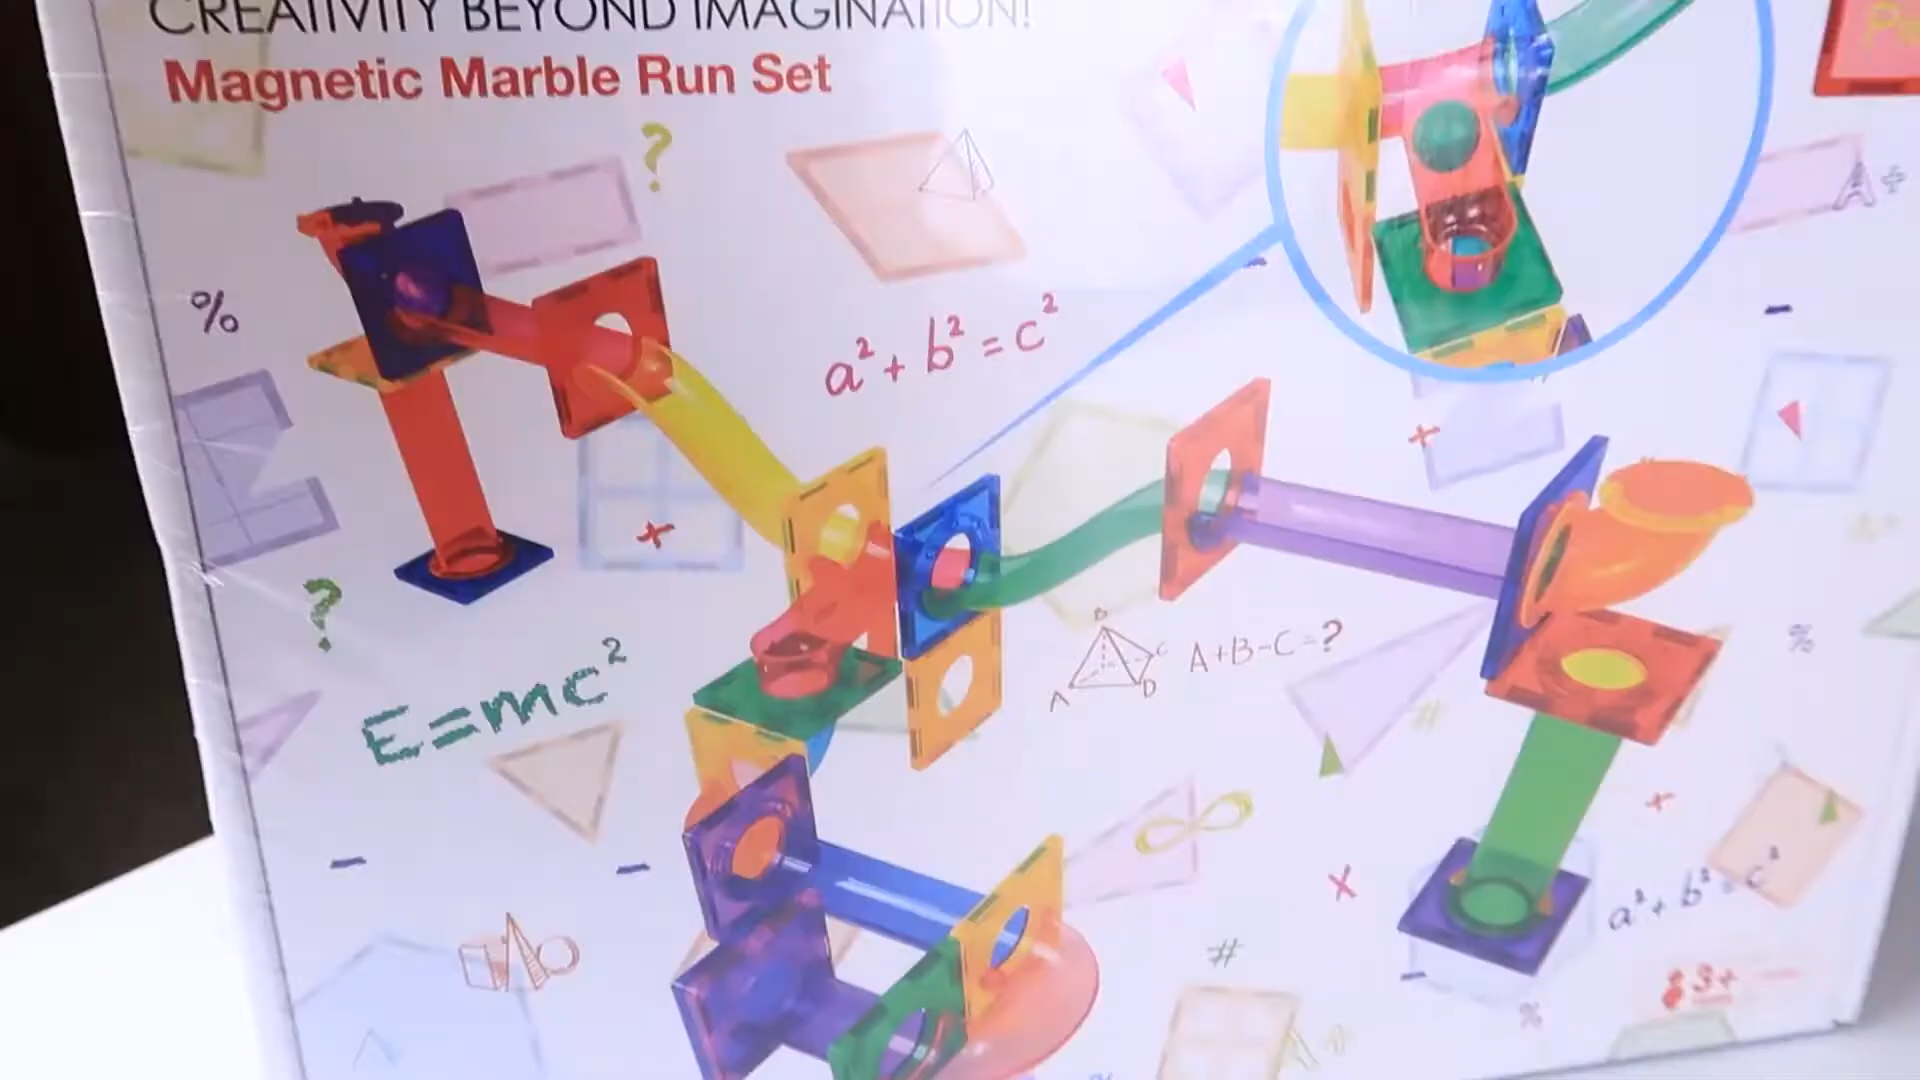 CREATIVITY BEYOND IMAGINATION!
Magnetic Marble Run Set
?
%
a² + b² = c²
?
E=mc²
B
C
A
D
A+B-C=?
%
#
x
a² + b² = c²
#
3+
%